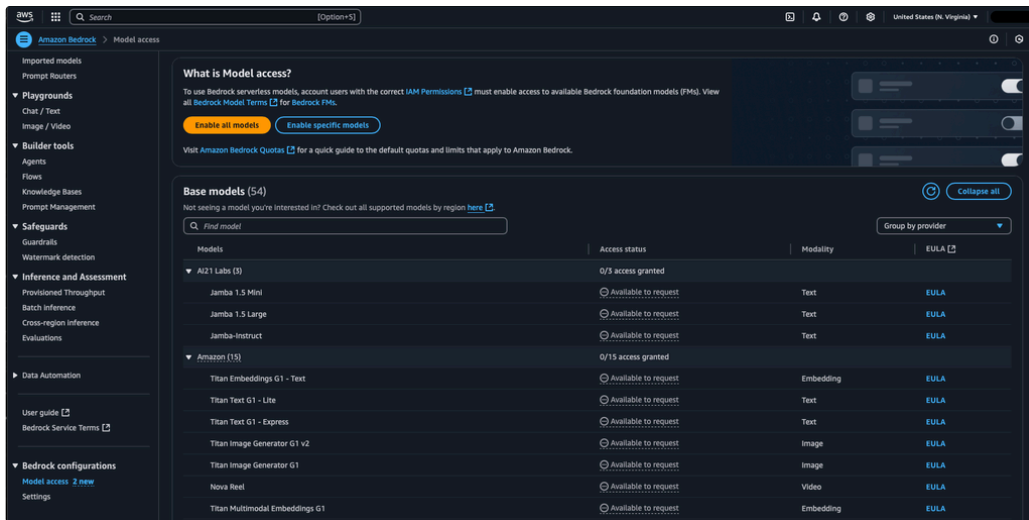 aws
Search [Option+S] United States (N. Virginia)
Amazon Bedrock > Model access
Imported models
Prompt Routers
Playgrounds
Chat / Text
Image / Video
Builder tools
Agents
Flows
Knowledge Bases
Prompt Management
Safeguards
Guardrails
Watermark detection
Inference and Assessment
Provisioned Throughput
Batch inference
Cross-region inference
Evaluations
Data Automation
User guide
Bedrock Service Terms
Bedrock configurations
Model access 2 new
Settings
What is Model access?
To use Bedrock serverless models, account users with the correct IAM Permissions must enable access to available Bedrock foundation models (FMs). View
all Bedrock Model Terms for Bedrock FMs.
Enable all models Enable specific models
Visit Amazon Bedrock Quotas for a quick guide to the default quotas and limits that apply to Amazon Bedrock.
Base models (54) Collapse all
Not seeing a model you're interested in? Check out all supported models by region here.
Find model Group by provider
Models Access status Modality EULA
AI21 Labs (3) 0/3 access granted
Jamba 1.5 Mini Available to request Text EULA
Jamba 1.5 Large Available to request Text EULA
Jamba-Instruct Available to request Text EULA
Amazon (15) 0/15 access granted
Titan Embeddings G1 - Text Available to request Embedding EULA
Titan Text G1 - Lite Available to request Text EULA
Titan Text G1 - Express Available to request Text EULA
Titan Image Generator G1 v2 Available to request Image EULA
Titan Image Generator G1 Available to request Image EULA
Nova Reel Available to request Video EULA
Titan Multimodal Embeddings G1 Available to request Embedding EULA